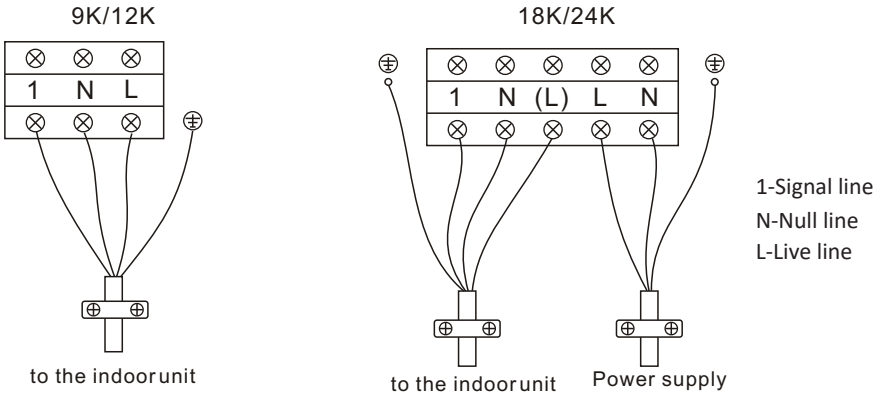 9K/12K
1 N L
to the indoor unit
18K/24K
1 N (L) L N
to the indoor unit
Power supply
1-Signal line
N-Null line
L-Live line